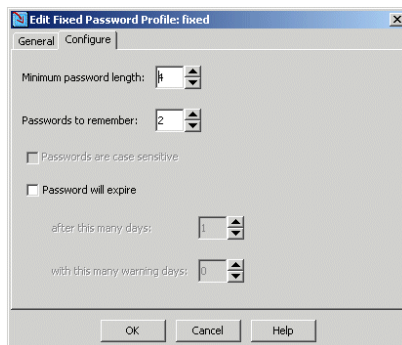 Edit Fixed Password Profile: fixed
General Configure
Minimum password length: 4
Passwords to remember: 2
Passwords are case sensitive
Password will expire
after this many days: 1
with this many warning days: 0
OK Cancel Help